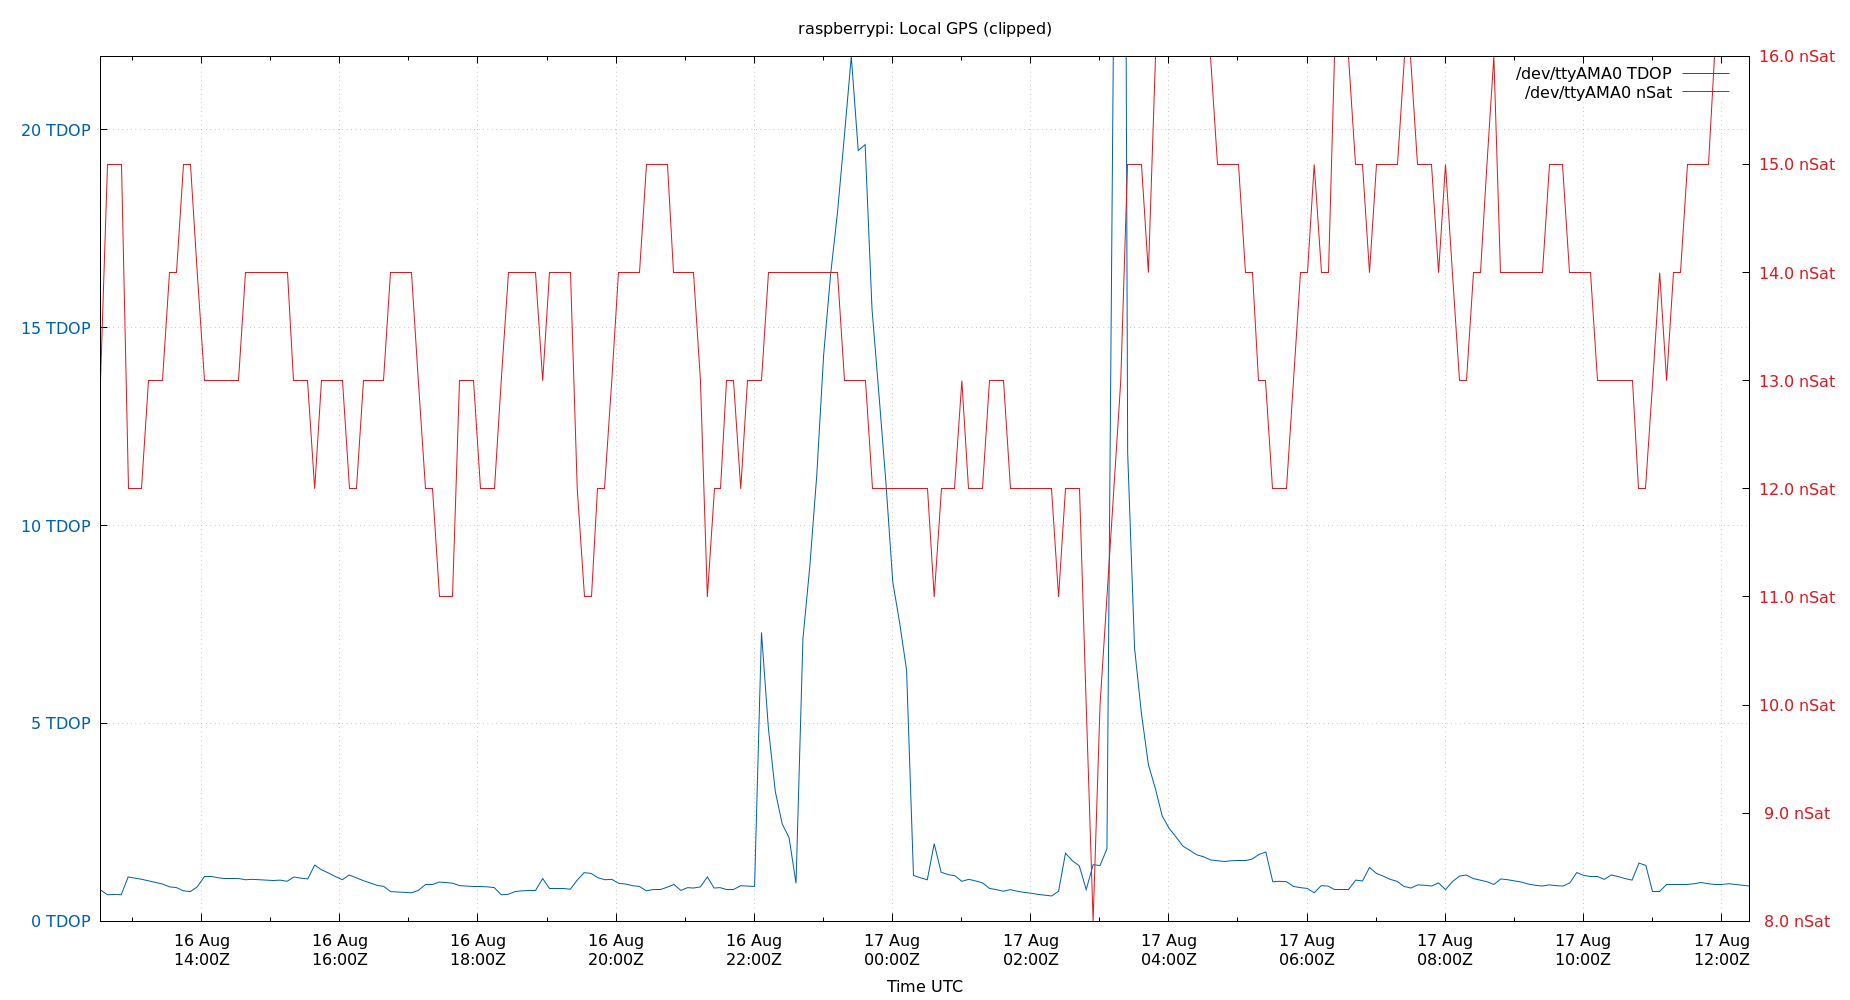 raspberrypi: Local GPS (clipped)
/dev/ttyAMA0 TDOP
/dev/ttyAMA0 nSat
20 TDOP
15 TDOP
10 TDOP
5 TDOP
0 TDOP
16.0 nSat
15.0 nSat
14.0 nSat
13.0 nSat
12.0 nSat
11.0 nSat
10.0 nSat
9.0 nSat
8.0 nSat
16 Aug 16 Aug 16 Aug 16 Aug 16 Aug 17 Aug 17 Aug 17 Aug 17 Aug 17 Aug 17 Aug 17 Aug
14:00Z 16:00Z 18:00Z 20:00Z 22:00Z 00:00Z 02:00Z 04:00Z 06:00Z 08:00Z 10:00Z 12:00Z
Time UTC